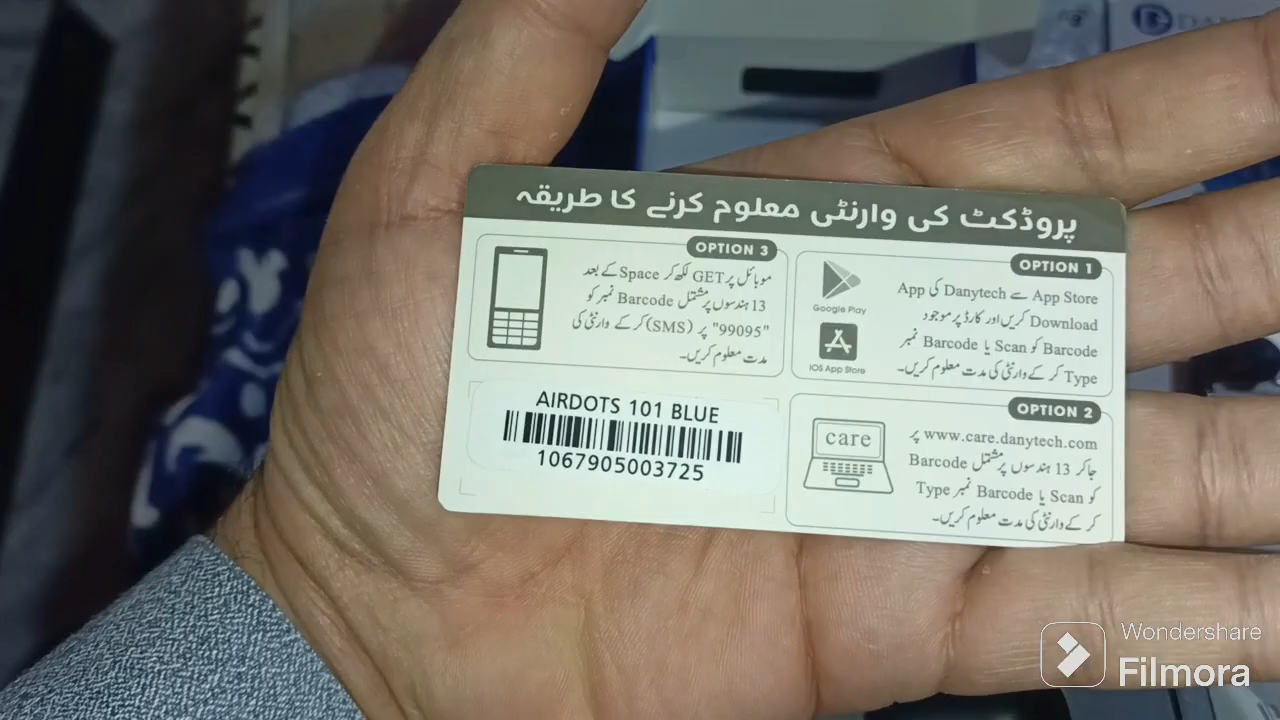 پروڈکٹ کی وارنٹی معلوم کرنے کا طریقہ
OPTION 1
App Store سے Danytech کی App
Download کریں اور کارڈ پر موجود
Barcode کو Scan یا Barcode نمبر
Type کر کے وارنٹی کی مدت معلوم کریں۔
Google Play
IOS App Store
OPTION 2
www.care.danytech.com پر
جا کر 13 ہندسوں پر مشتمل Barcode
کو Scan یا Barcode نمبر Type
کر کے وارنٹی کی مدت معلوم کریں۔
care
OPTION 3
موبائل پر GET لکھ کر Space کے بعد
13 ہندسوں پر مشتمل Barcode نمبر کو
"99095" پر (SMS) کر کے وارنٹی کی
مدت معلوم کریں۔
AIRDOTS 101 BLUE
1067905003725
Wondershare
Filmora